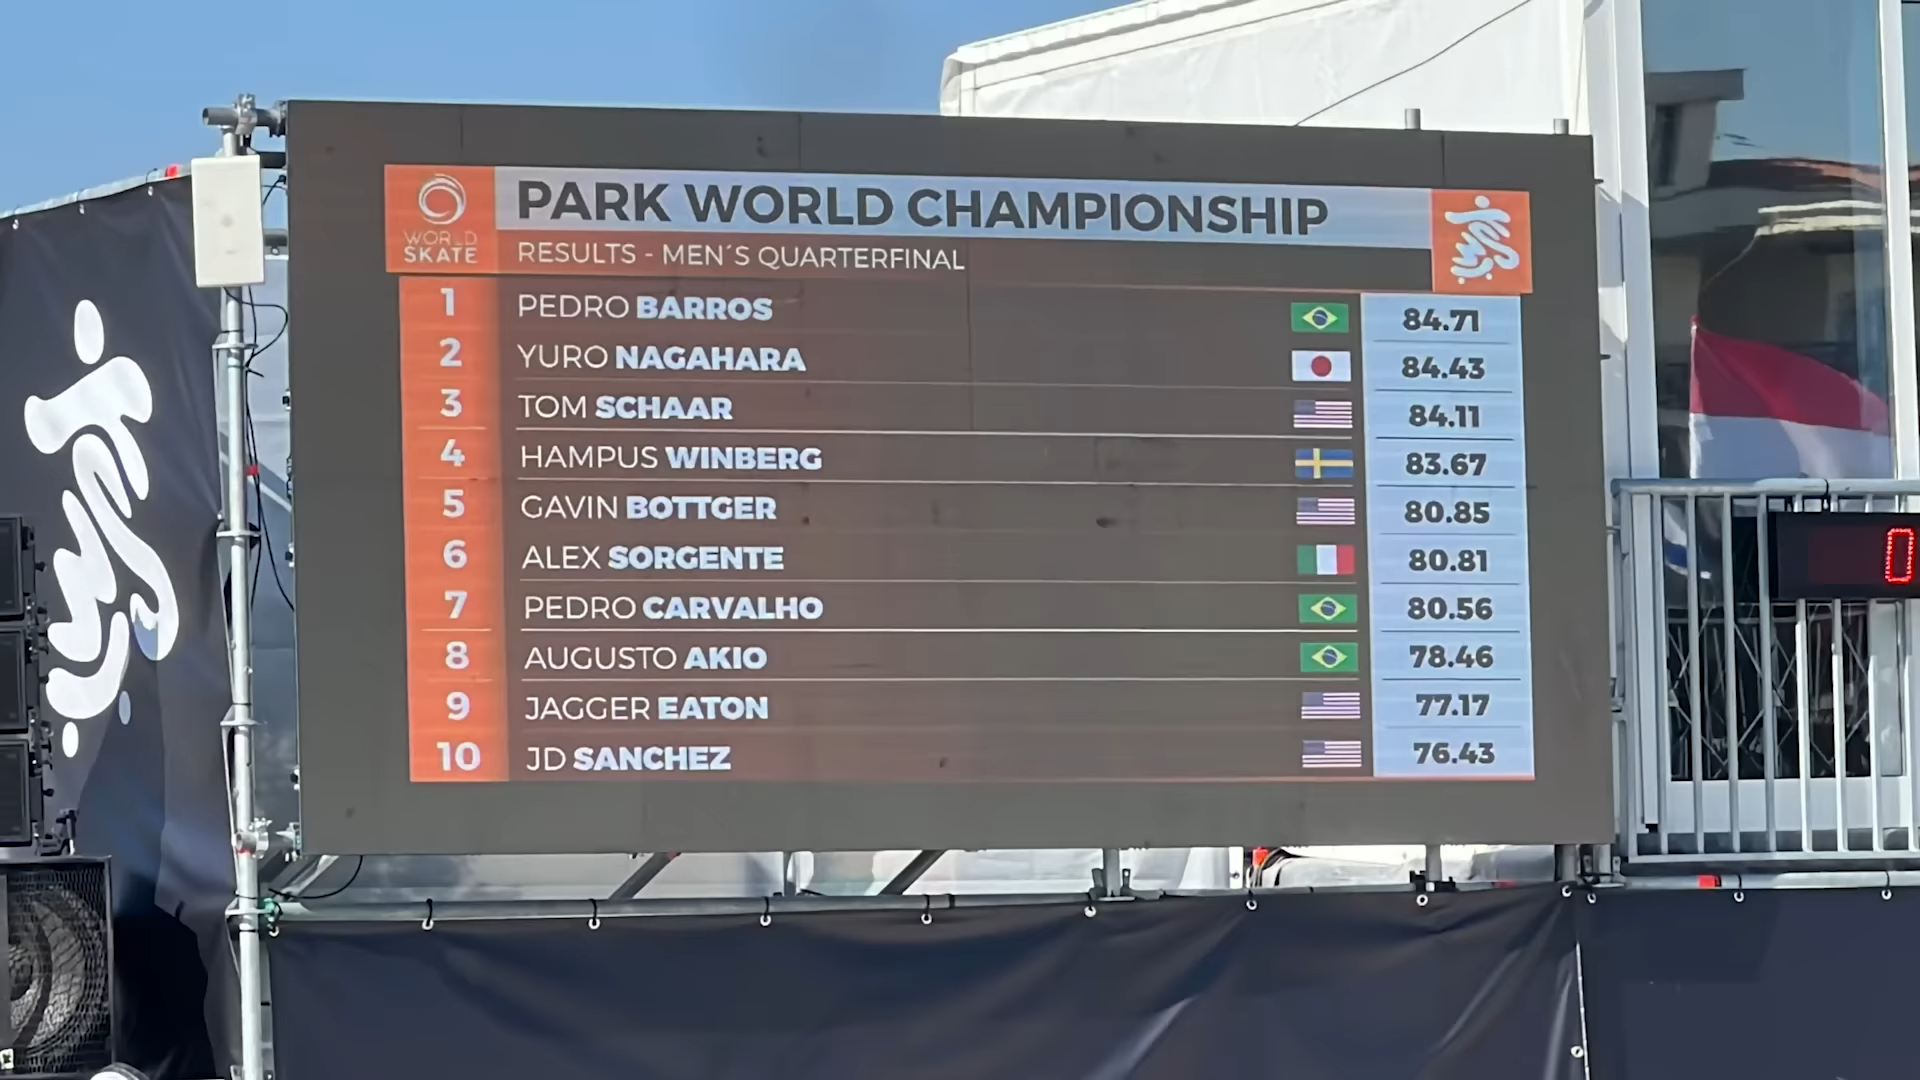 PARK WORLD CHAMPIONSHIP
WORLD
SKATE
RESULTS - MEN´S QUARTERFINAL
1 PEDRO BARROS 84.71
2 YURO NAGAHARA 84.43
3 TOM SCHAAR 84.11
4 HAMPUS WINBERG 83.67
5 GAVIN BOTTGER 80.85
6 ALEX SORGENTE 80.81
7 PEDRO CARVALHO 80.56
8 AUGUSTO AKIO 78.46
9 JAGGER EATON 77.17
10 JD SANCHEZ 76.43
0